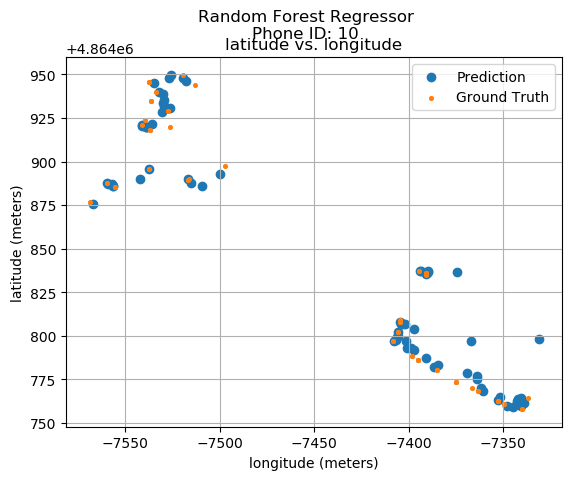 Random Forest Regressor
Phone ID: 10
latitude vs. longitude
+4.864e6
950
925
900
875
850
825
800
775
750
−7550
−7500
−7450
−7400
−7350
latitude (meters)
longitude (meters)
Prediction
Ground Truth